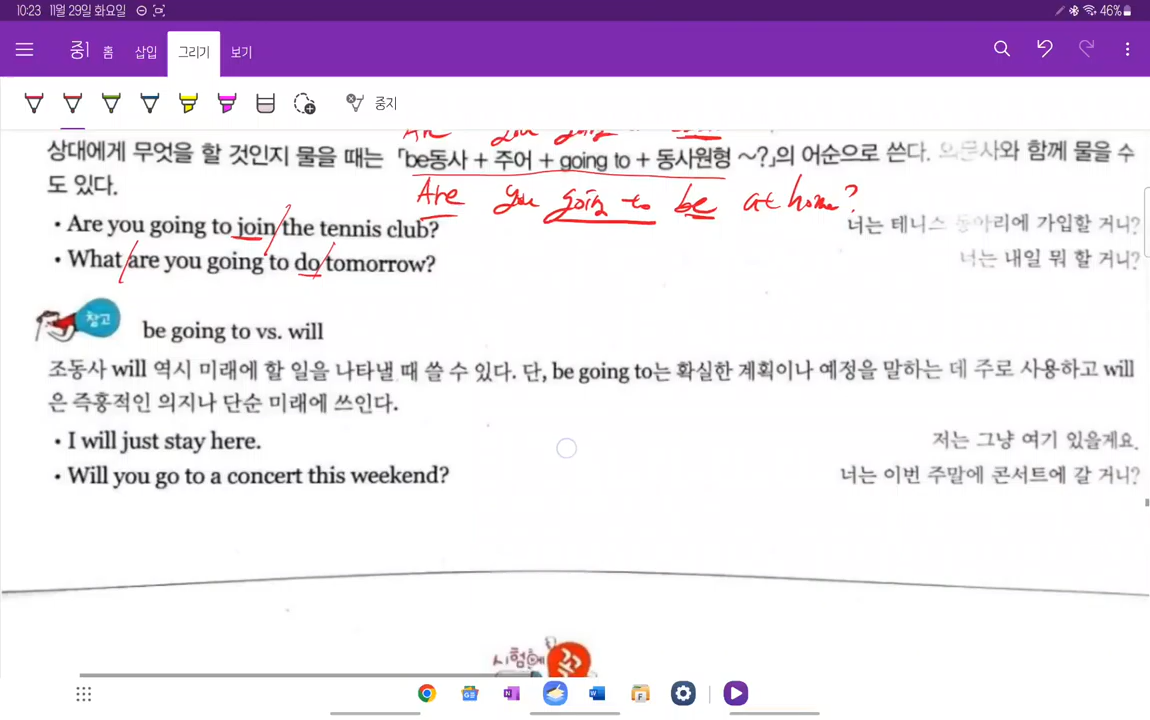 10:23 11월 29일 화요일 46%
중1 홈 삽입 그리기 보기
중지
상대에게 무엇을 할 것인지 물을 때는 「be동사 + 주어 + going to + 동사원형 ~?」의 어순으로 쓴다. 의문사와 함께 물을 수
도 있다.
Are you going to be at home?
• Are you going to join the tennis club? 너는 테니스 동아리에 가입할 거니?
• What are you going to do tomorrow? 너는 내일 뭐 할 거니?
참고 be going to vs. will
조동사 will 역시 미래에 할 일을 나타낼 때 쓸 수 있다. 단, be going to는 확실한 계획이나 예정을 말하는 데 주로 사용하고 will
은 즉흥적인 의지나 단순 미래에 쓰인다.
• I will just stay here. 저는 그냥 여기 있을게요.
• Will you go to a concert this weekend? 너는 이번 주말에 콘서트에 갈 거니?
시험에 꼭